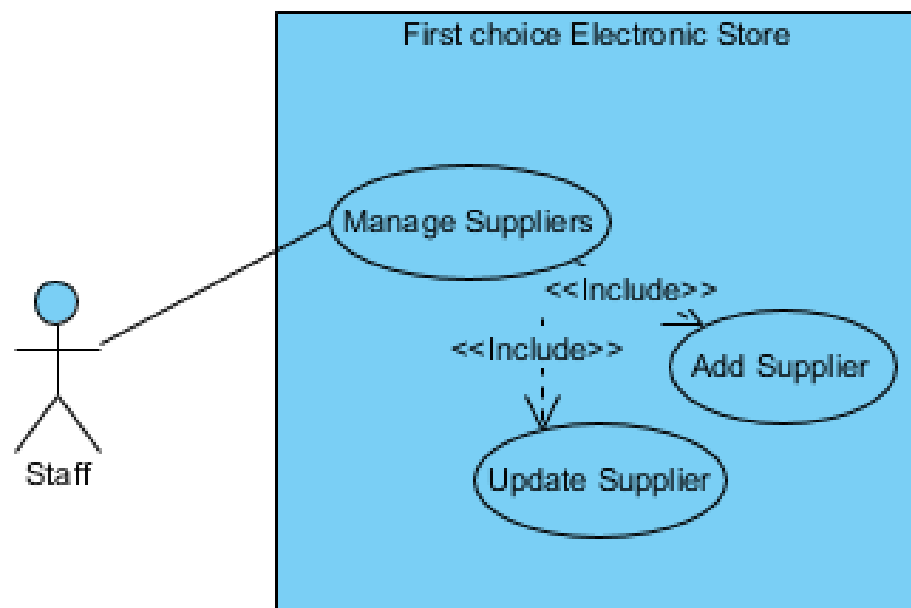 First choice Electronic Store
Manage Suppliers
<<Include>>
<<Include>>
Add Supplier
Staff
Update Supplier